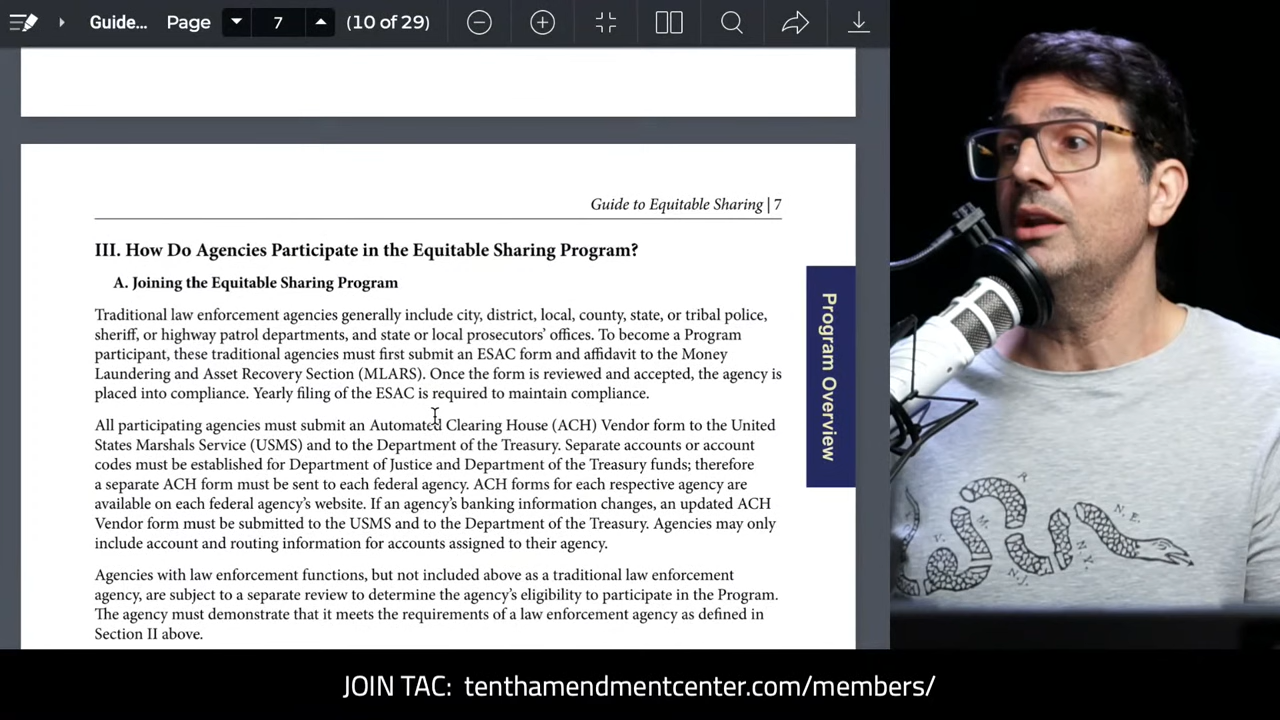 Guide...
Page
7
(10 of 29)
Guide to Equitable Sharing | 7
III. How Do Agencies Participate in the Equitable Sharing Program?
A. Joining the Equitable Sharing Program
Traditional law enforcement agencies generally include city, district, local, county, state, or tribal police,
sheriff, or highway patrol departments, and state or local prosecutors' offices. To become a Program
participant, these traditional agencies must first submit an ESAC form and affidavit to the Money
Laundering and Asset Recovery Section (MLARS). Once the form is reviewed and accepted, the agency is
placed into compliance. Yearly filing of the ESAC is required to maintain compliance.
All participating agencies must submit an Automated Clearing House (ACH) Vendor form to the United
States Marshals Service (USMS) and to the Department of the Treasury. Separate accounts or account
codes must be established for Department of Justice and Department of the Treasury funds; therefore
a separate ACH form must be sent to each federal agency. ACH forms for each respective agency are
available on each federal agency's website. If an agency's banking information changes, an updated ACH
Vendor form must be submitted to the USMS and to the Department of the Treasury. Agencies may only
include account and routing information for accounts assigned to their agency.
Agencies with law enforcement functions, but not included above as a traditional law enforcement
agency, are subject to a separate review to determine the agency's eligibility to participate in the Program.
The agency must demonstrate that it meets the requirements of a law enforcement agency as defined in
Section II above.
Program Overview
R.
N.E.
M.
N.Y.
V.
N.J.
JOIN TAC: tenthamendmentcenter.com/members/